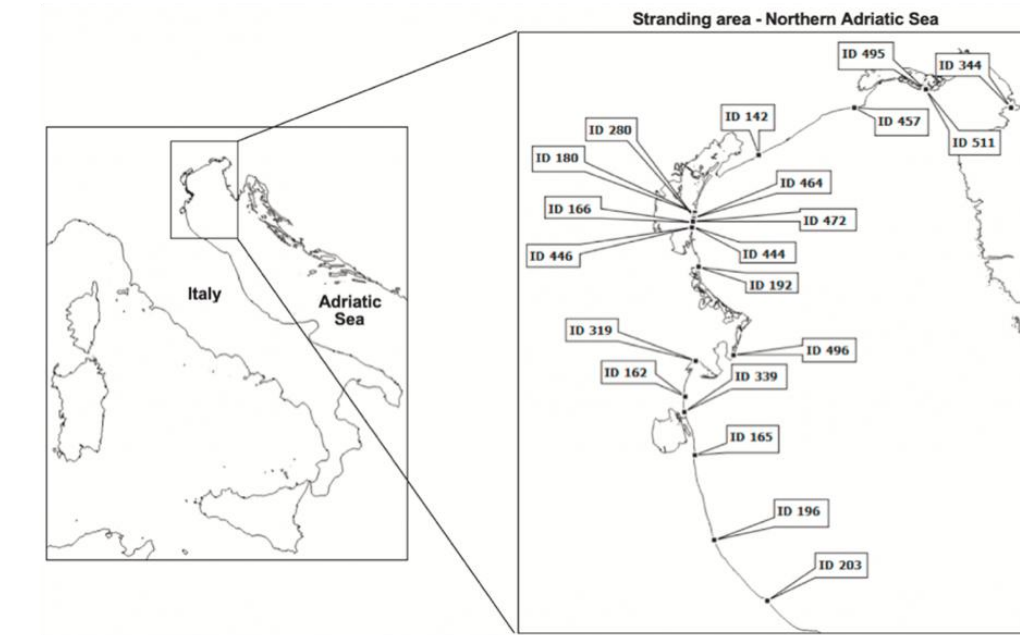 Stranding area - Northern Adriatic Sea
ID 495
ID 344
ID 457
ID 511
ID 142
ID 280
ID 180
ID 464
ID 166
ID 472
ID 446
ID 444
ID 192
Italy
Adriatic
Sea
ID 319
ID 496
ID 162
ID 339
ID 165
ID 196
ID 203